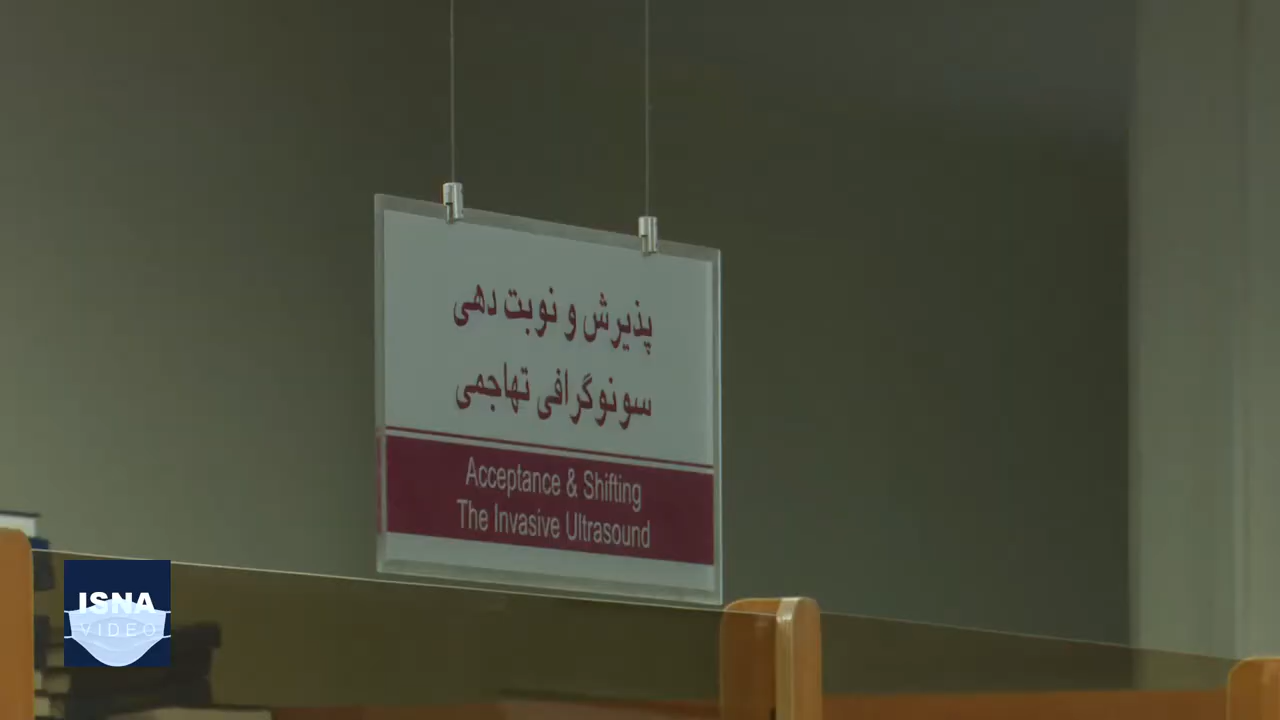 پذیرش و نوبت دهی
سونوگرافی تهاجمی
Acceptance & Shifting
The Invasive Ultrasound
ISNA
VIDEO